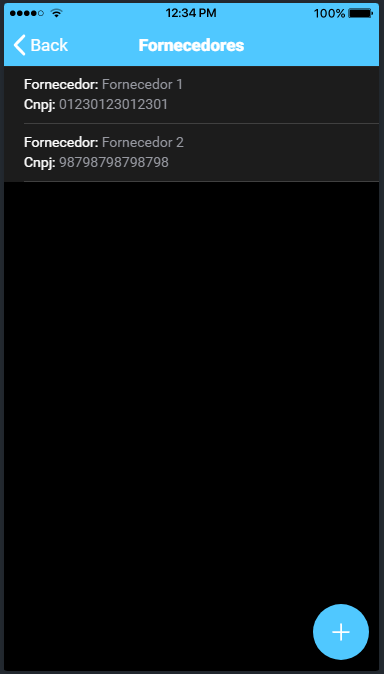 12:34 PM 100%
Back Fornecedores
Fornecedor: Fornecedor 1
Cnpj: 01230123012301
Fornecedor: Fornecedor 2
Cnpj: 98798798798798